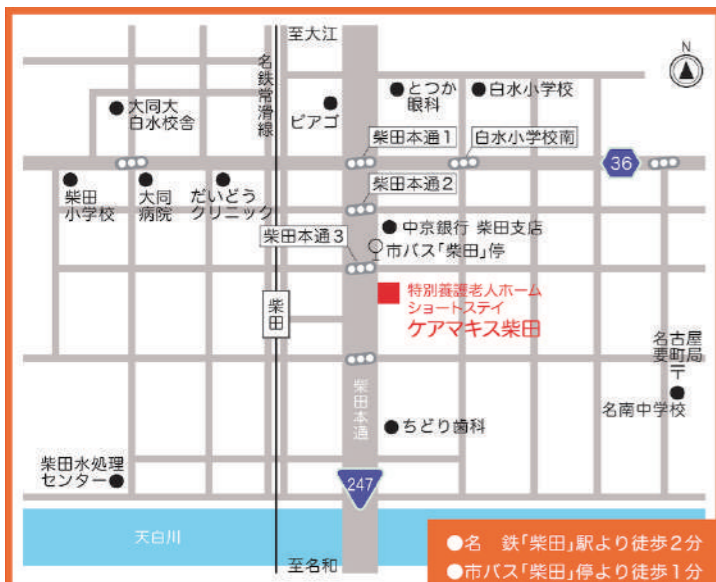 至大江
N
名鉄常滑線
大同大
白水校舎
ピアゴ
とつか
眼科
白水小学校
柴田本通1
白水小学校南
36
柴田
小学校
大同
病院
だいどう
クリニック
柴田本通2
中京銀行 柴田支店
柴田本通3
市バス「柴田」停
特別養護老人ホーム
ショートステイ
ケアマキス柴田
柴田
名古屋
要町局
〒
名南中学校
柴田本通
ちどり歯科
柴田水処理
センター
247
天白川
至名和
●名　鉄「柴田」駅より徒歩2分
●市バス「柴田」停より徒歩1分